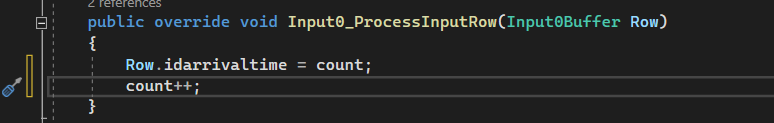 2 references
public override void Input0_ProcessInputRow(Input0Buffer Row)
{
Row.idarrivaltime = count;
count++;
}